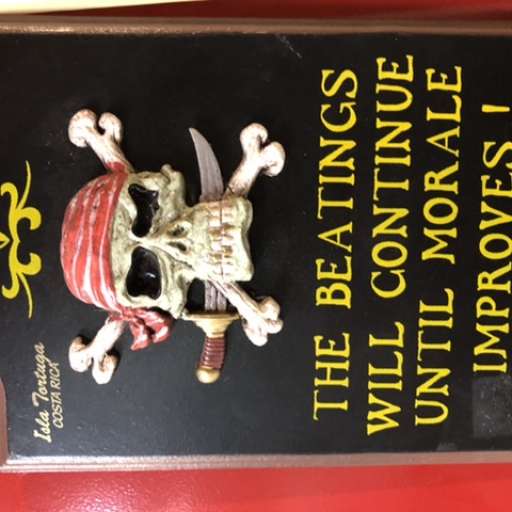 Isla Tortuga
COSTA RICA
THE BEATINGS
WILL CONTINUE
UNTIL MORALE
IMPROVES !